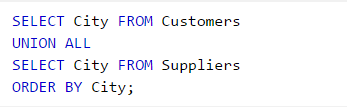 SELECT City FROM Customers
UNION ALL
SELECT City FROM Suppliers
ORDER BY City;